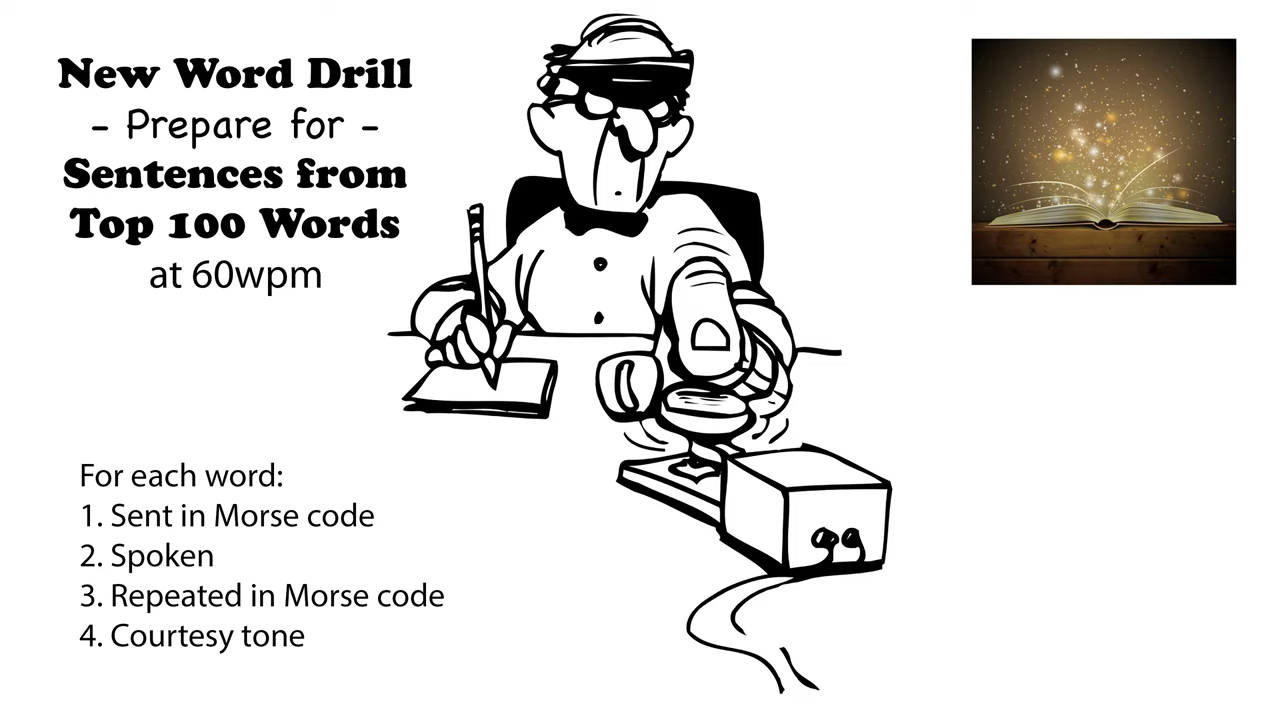 New Word Drill
- Prepare for -
Sentences from
Top 100 Words
at 60wpm
For each word:
1. Sent in Morse code
2. Spoken
3. Repeated in Morse code
4. Courtesy tone